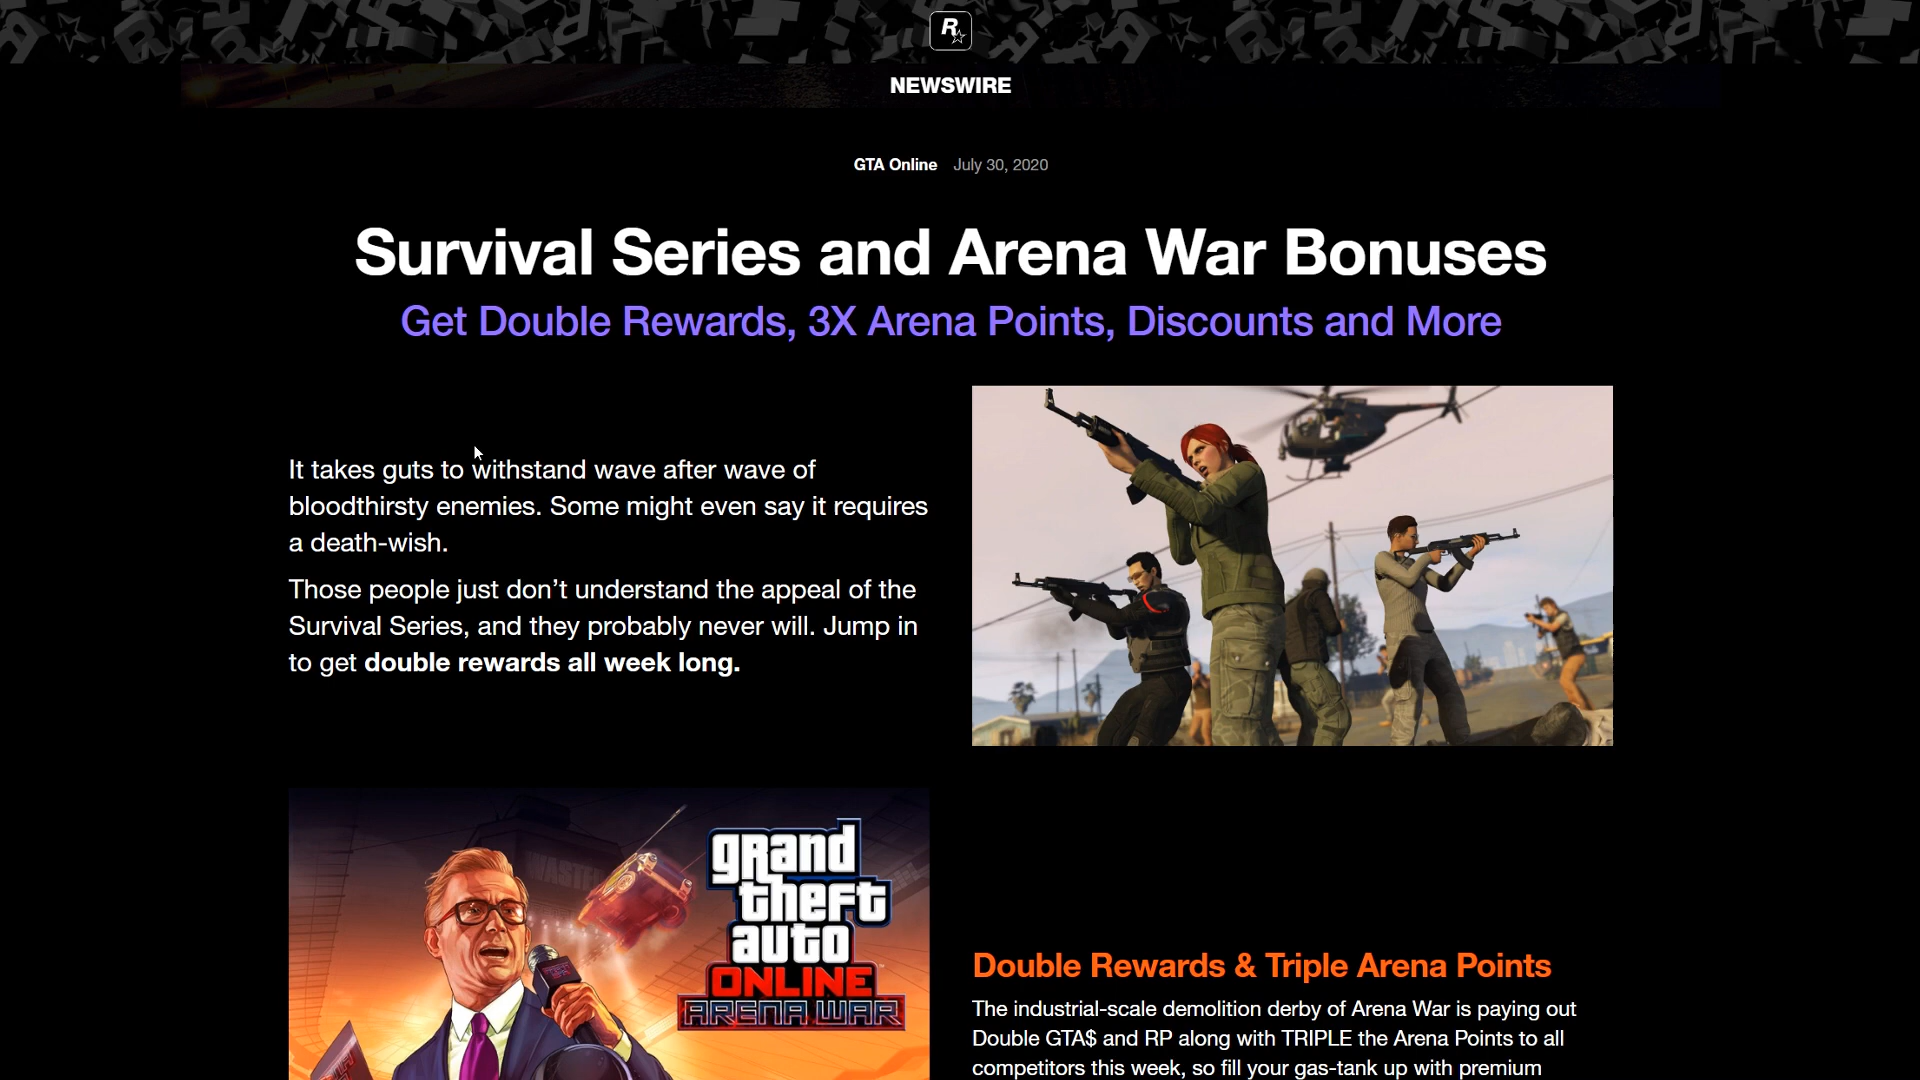 R
NEWSWIRE
GTA Online July 30, 2020
Survival Series and Arena War Bonuses
Get Double Rewards, 3X Arena Points, Discounts and More
It takes guts to withstand wave after wave of
bloodthirsty enemies. Some might even say it requires
a death-wish.
Those people just don’t understand the appeal of the
Survival Series, and they probably never will. Jump in
to get double rewards all week long.
grand
theft
auto
ONLINE
ARENA WAR
Double Rewards & Triple Arena Points
The industrial-scale demolition derby of Arena War is paying out
Double GTA$ and RP along with TRIPLE the Arena Points to all
competitors this week, so fill your gas-tank up with premium